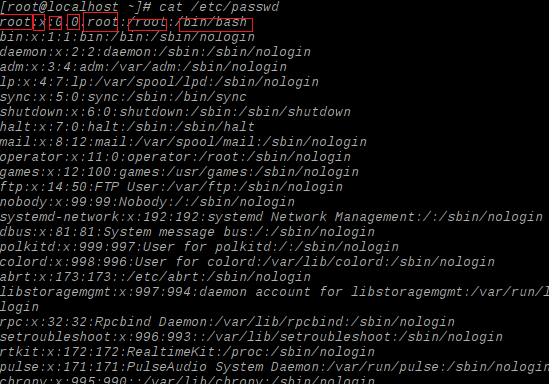 [root@localhost ~]# cat /etc/passwd
root:x:0:0:root:/root:/bin/bash
bin:x:1:1:bin:/bin:/sbin/nologin
daemon:x:2:2:daemon:/sbin:/sbin/nologin
adm:x:3:4:adm:/var/adm:/sbin/nologin
lp:x:4:7:lp:/var/spool/lpd:/sbin/nologin
sync:x:5:0:sync:/sbin:/bin/sync
shutdown:x:6:0:shutdown:/sbin:/sbin/shutdown
halt:x:7:0:halt:/sbin:/sbin/halt
mail:x:8:12:mail:/var/spool/mail:/sbin/nologin
operator:x:11:0:operator:/root:/sbin/nologin
games:x:12:100:games:/usr/games:/sbin/nologin
ftp:x:14:50:FTP User:/var/ftp:/sbin/nologin
nobody:x:99:99:Nobody:/:/sbin/nologin
systemd-network:x:192:192:systemd Network Management:/:/sbin/nologin
dbus:x:81:81:System message bus:/:/sbin/nologin
polkitd:x:999:997:User for polkitd:/:/sbin/nologin
colord:x:998:996:User for colord:/var/lib/colord:/sbin/nologin
abrt:x:173:173::/etc/abrt:/sbin/nologin
libstoragemgmt:x:997:994:daemon account for libstoragemgmt:/var/run/l
login
rpc:x:32:32:Rpcbind Daemon:/var/lib/rpcbind:/sbin/nologin
setroubleshoot:x:996:993::/var/lib/setroubleshoot:/sbin/nologin
rtkit:x:172:172:RealtimeKit:/proc:/sbin/nologin
pulse:x:171:171:PulseAudio System Daemon:/var/run/pulse:/sbin/nologin
chrony:x:995:990::/var/lib/chrony:/sbin/nologin